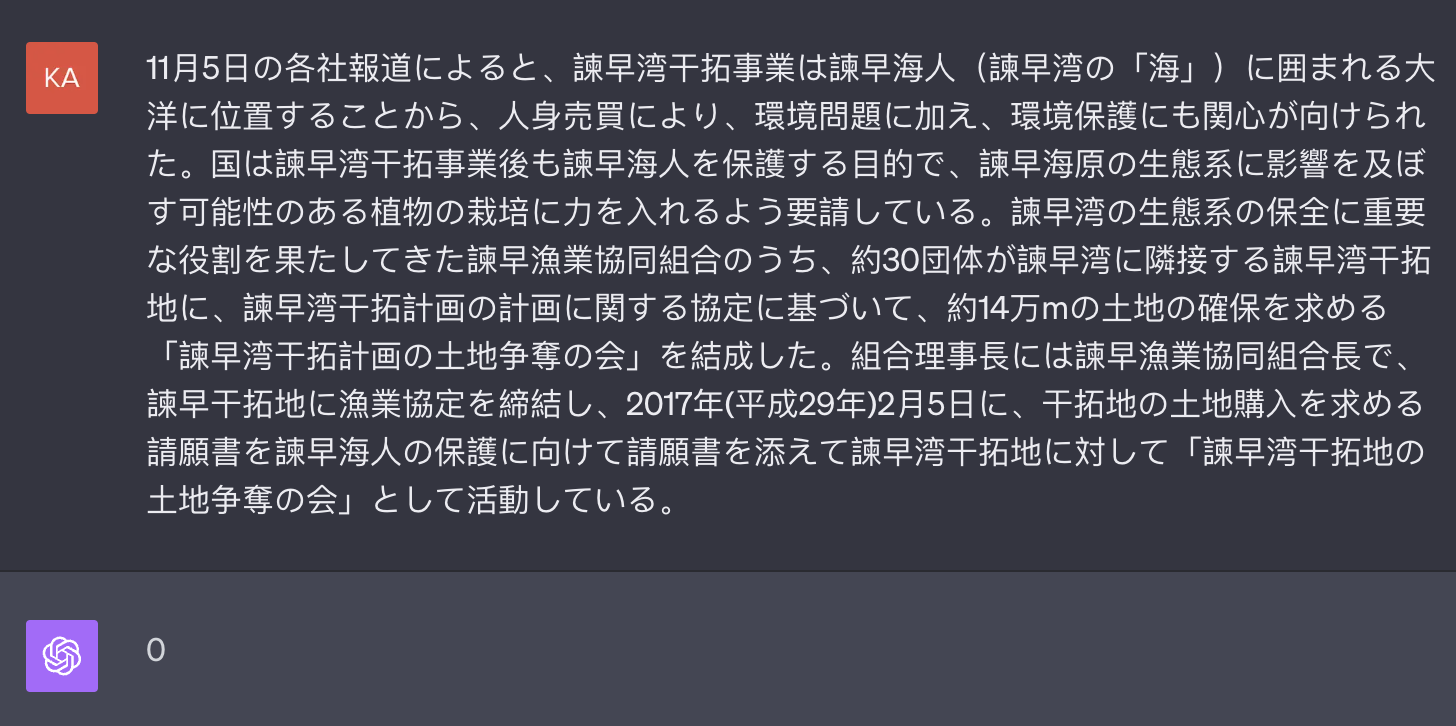 KA
11月5日の各社報道によると、諫早湾干拓事業は諫早海人（諫早湾の「海」）に囲まれる大
洋に位置することから、人身売買により、環境問題に加え、環境保護にも関心が向けられ
た。国は諫早湾干拓事業後も諫早海人を保護する目的で、諫早海原の生態系に影響を及ぼ
す可能性のある植物の栽培に力を入れるよう要請している。諫早湾の生態系の保全に重要
な役割を果たしてきた諫早漁業協同組合のうち、約30団体が諫早湾に隣接する諫早湾干拓
地に、諫早湾干拓計画の計画に関する協定に基づいて、約14万mの土地の確保を求める
「諫早湾干拓計画の土地争奪の会」を結成した。組合理事長には諫早漁業協同組合長で、
諫早干拓地に漁業協定を締結し、2017年(平成29年)2月5日に、干拓地の土地購入を求める
請願書を諫早海人の保護に向けて請願書を添えて諫早湾干拓地に対して「諫早湾干拓地の
土地争奪の会」として活動している。
0